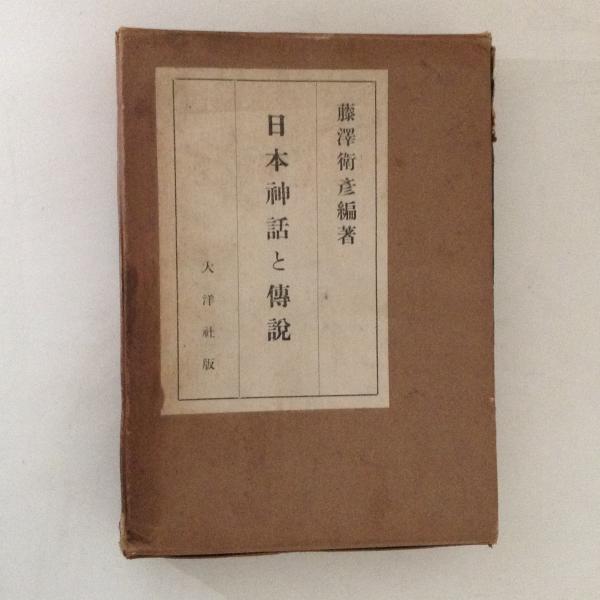 藤澤衛彦編著
日本神話と傳說
大洋社版